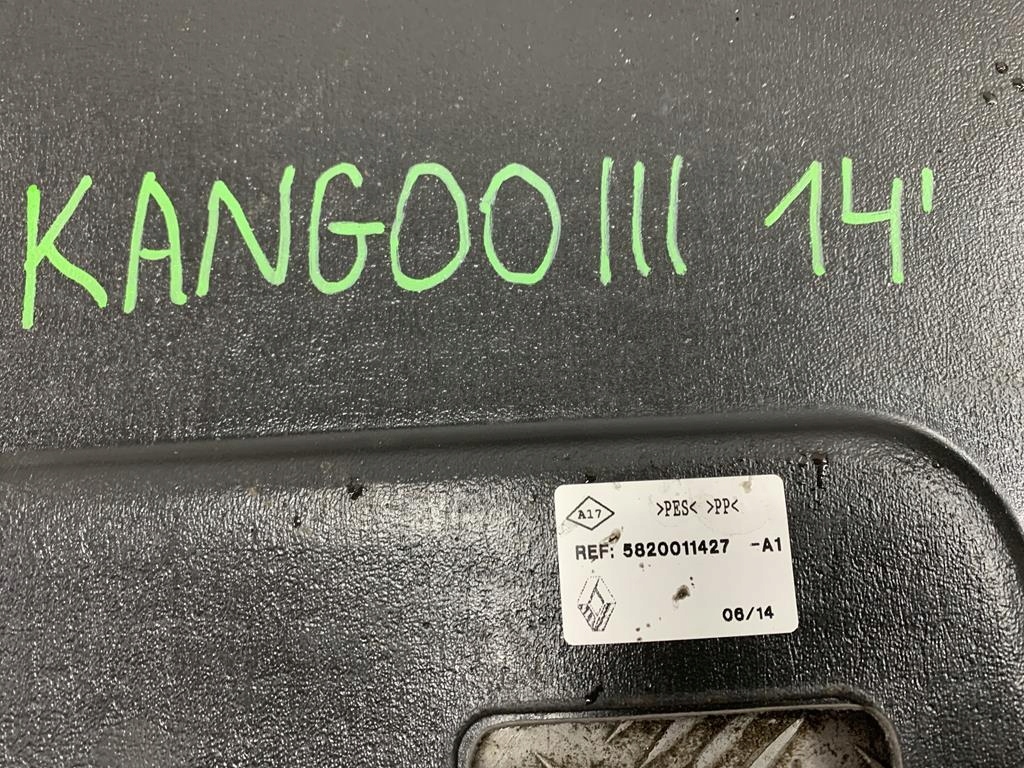 KANGOO III 14'
A17 >PES< >PP<
REF: 5820011427 -A1
06/14